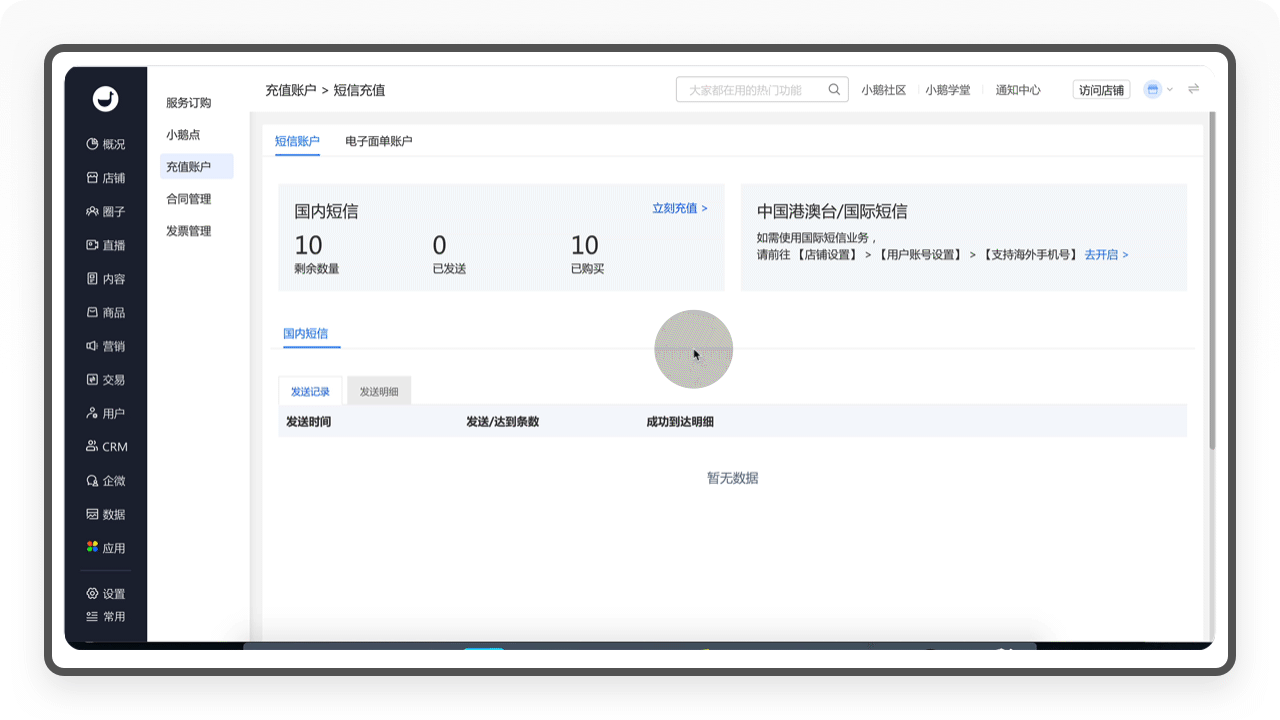 概况
店铺
圈子
直播
内容
商品
营销
交易
用户
CRM
企微
数据
应用
设置
常用
服务订购
小鹅点
充值账户
合同管理
发票管理
充值账户 > 短信充值
大家都在用的热门功能
小鹅社区
小鹅学堂
通知中心
访问店铺
短信账户
电子面单账户
国内短信
立刻充值 >
10
0
10
剩余数量
已发送
已购买
中国港澳台/国际短信
如需使用国际短信业务，
请前往 【店铺设置】 > 【用户账号设置】 > 【支持海外手机号】 去开启 >
国内短信
发送记录
发送明细
发送时间
发送/达到条数
成功到达明细
暂无数据